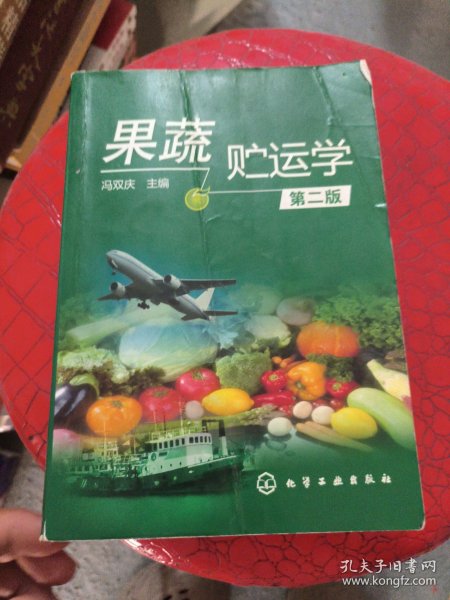 果蔬
贮运学
冯双庆 主编
第二版
化学工业出版社
孔夫子旧书网
www.kongfz.com